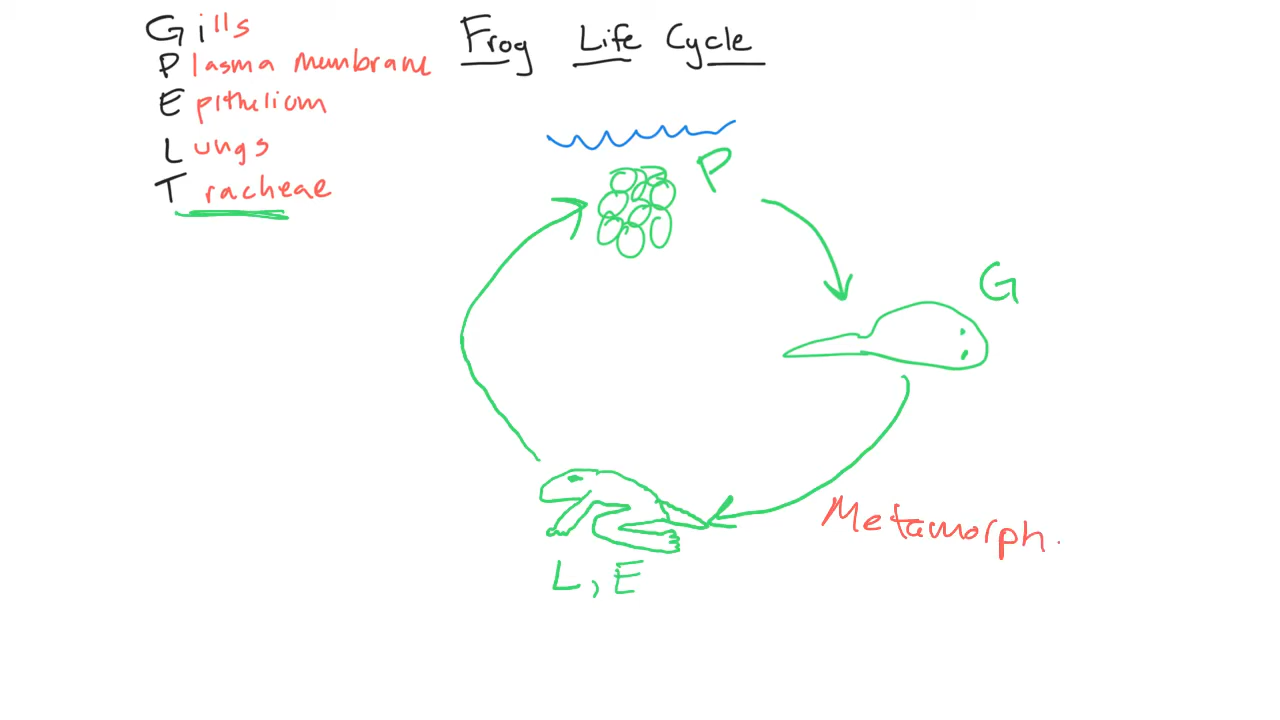 Gills
Plasma membrane
Epithelium
Lungs
Tracheae
Frog Life Cycle
P
G
Metamorph.
L, E